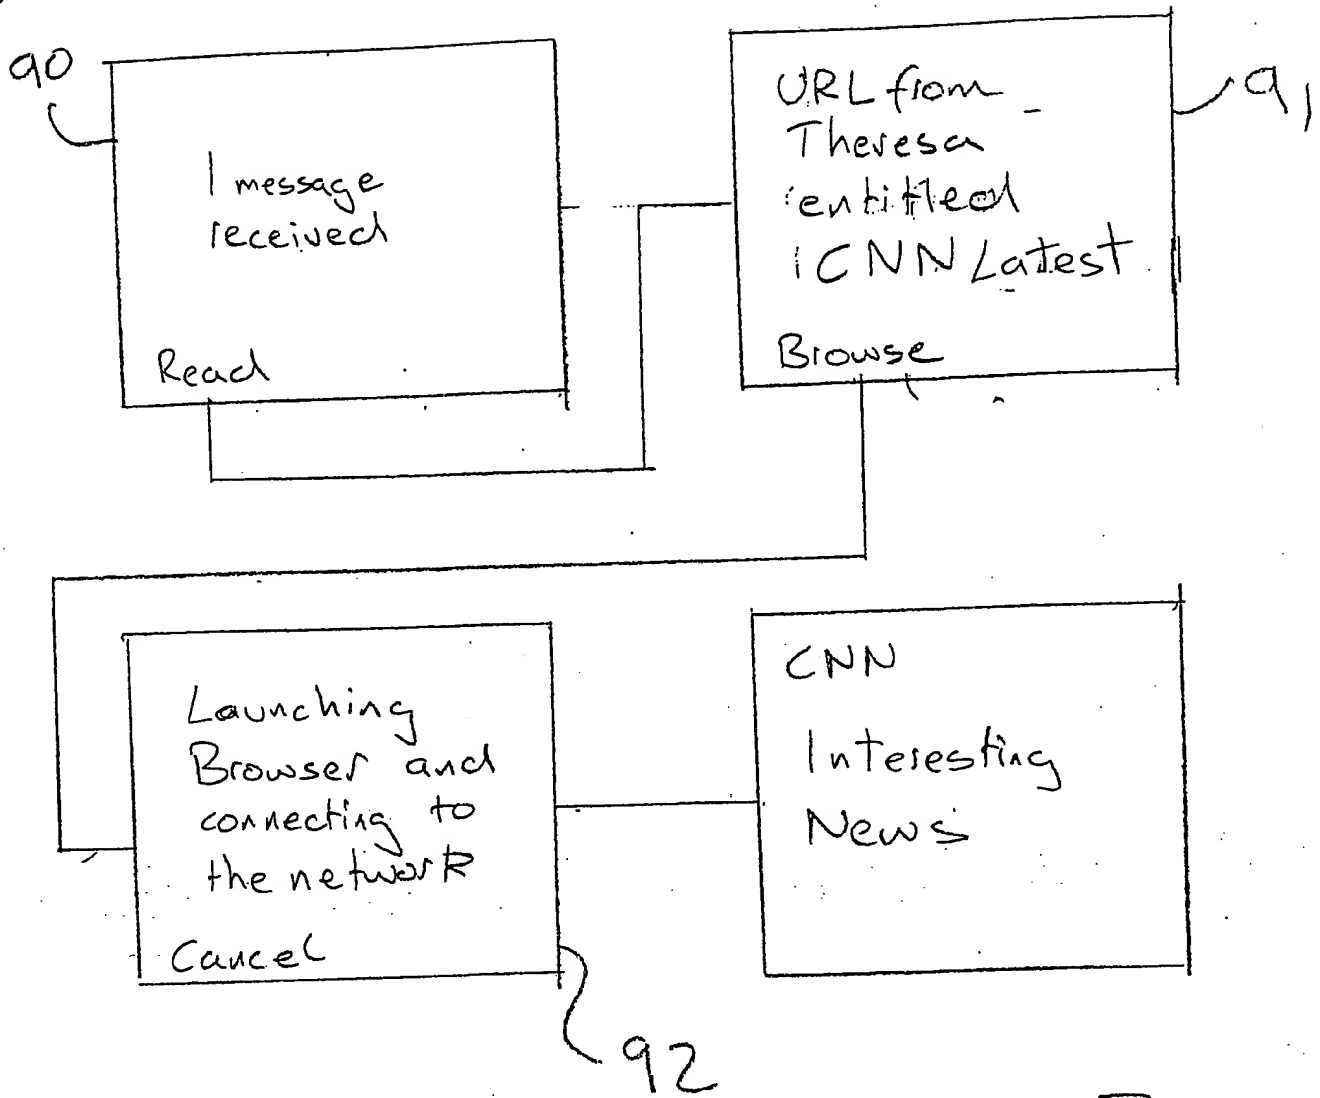 90
1 message
received
Read
URL from
Theresa
entitled
CNN Latest
Browse
91
Launching
Browser and
connecting to
the network
Cancel
92
CNN
Interesting
News